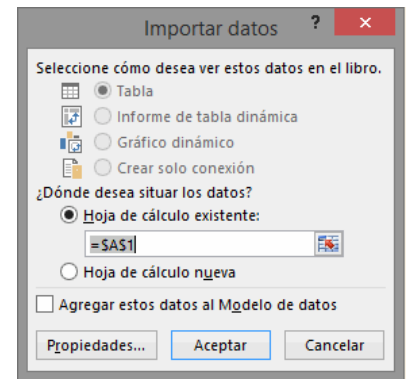 Importar datos ?
Seleccione cómo desea ver estos datos en el libro.
Tabla
Informe de tabla dinámica
Gráfico dinámico
Crear solo conexión
¿Dónde desea situar los datos?
Hoja de cálculo existente:
=$A$1
Hoja de cálculo nueva
Agregar estos datos al Modelo de datos
Propiedades... Aceptar Cancelar